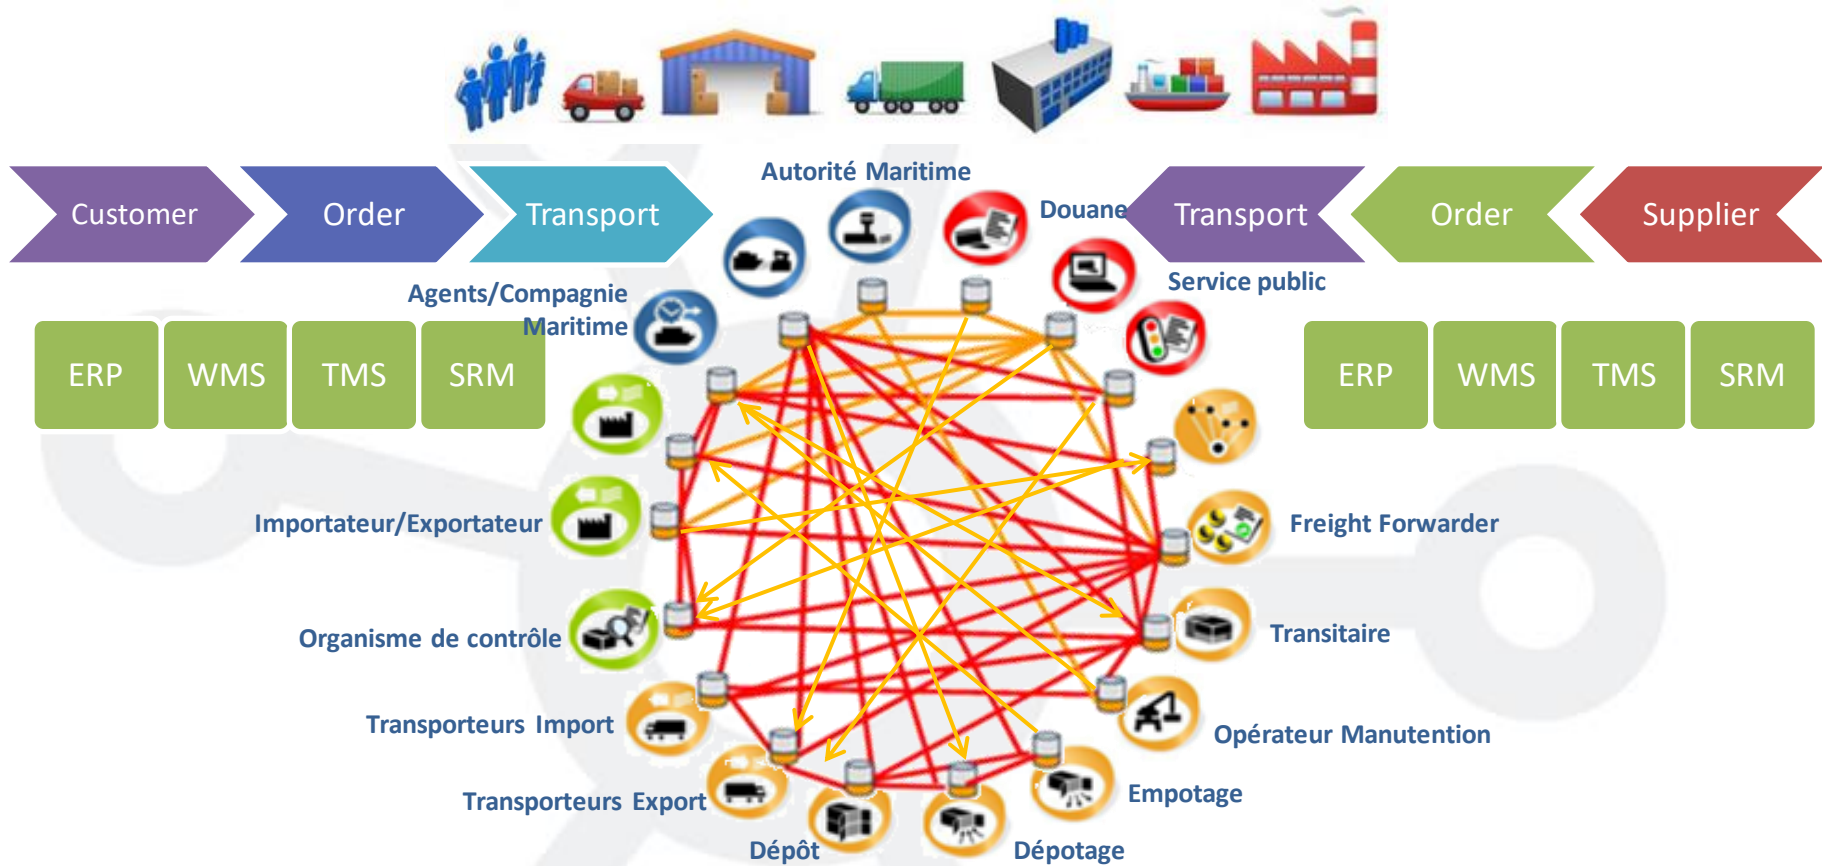 Autorité Maritime
Customer
Order
Transport
Douane
Transport
Order
Supplier
Agents/Compagnie
Maritime
Service public
ERP
WMS
TMS
SRM
ERP
WMS
TMS
SRM
Importateur/Exportateur
Freight Forwarder
Organisme de contrôle
Transitaire
Transporteurs Import
Opérateur Manutention
Transporteurs Export
Empotage
Dépôt
Dépotage